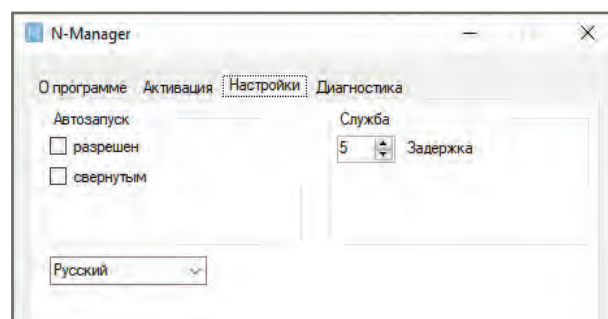 N-Manager
О программе Активация Настройки Диагностика
Автозапуск
разрешен
свернутым
Служба
5 Задержка
Русский